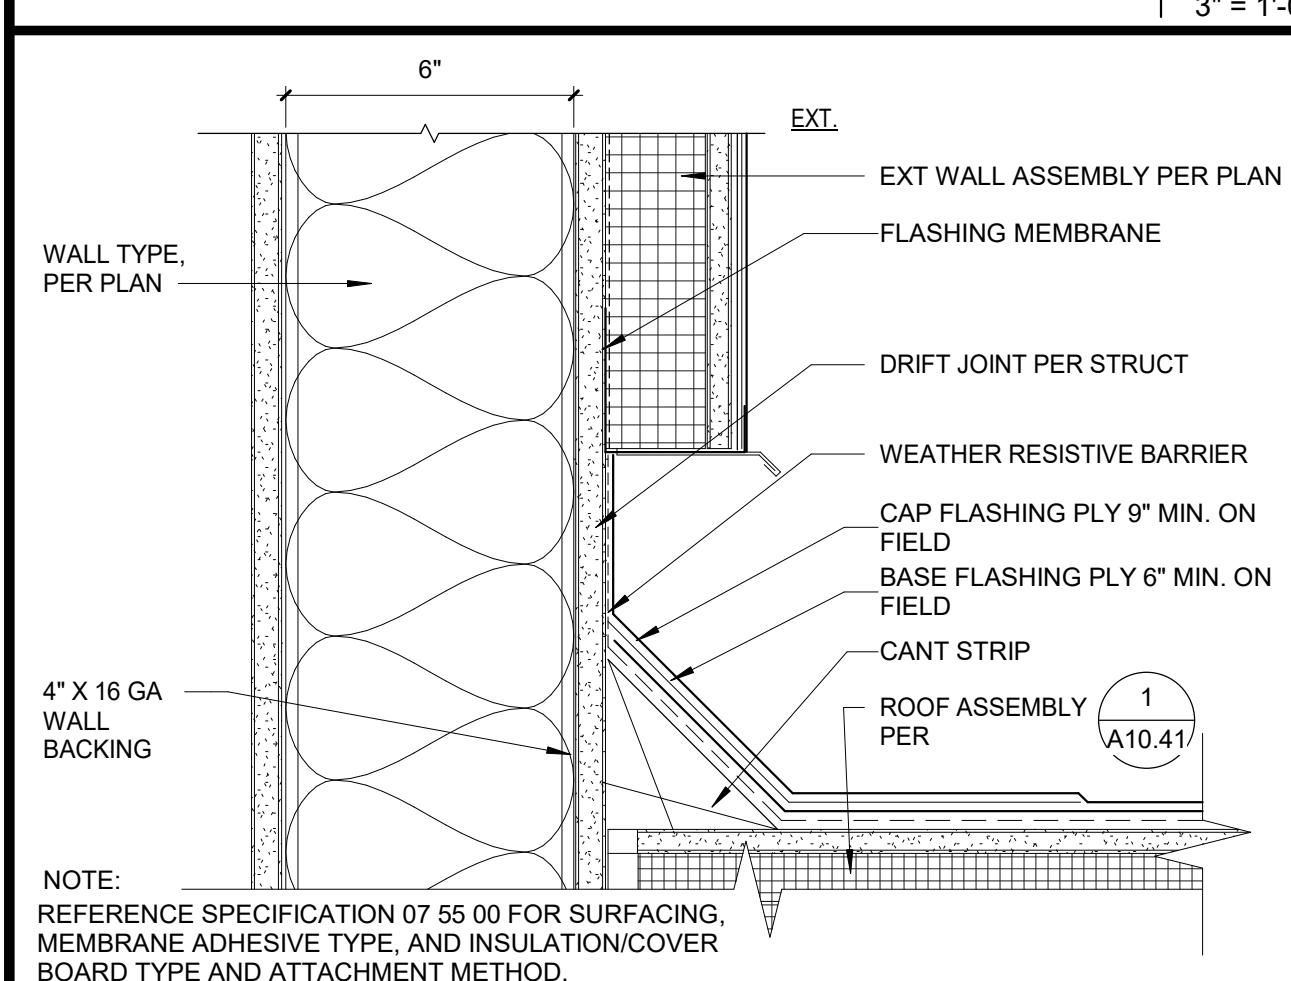 3" = 1'-0
6"
EXT.
EXT WALL ASSEMBLY PER PLAN
FLASHING MEMBRANE
WALL TYPE,
PER PLAN
DRIFT JOINT PER STRUCT
WEATHER RESISTIVE BARRIER
CAP FLASHING PLY 9" MIN. ON
FIELD
BASE FLASHING PLY 6" MIN. ON
FIELD
CANT STRIP
4" X 16 GA
WALL
BACKING
ROOF ASSEMBLY
PER
1
A10.41
NOTE:
REFERENCE SPECIFICATION 07 55 00 FOR SURFACING,
MEMBRANE ADHESIVE TYPE, AND INSULATION/COVER
BOARD TYPE AND ATTACHMENT METHOD.